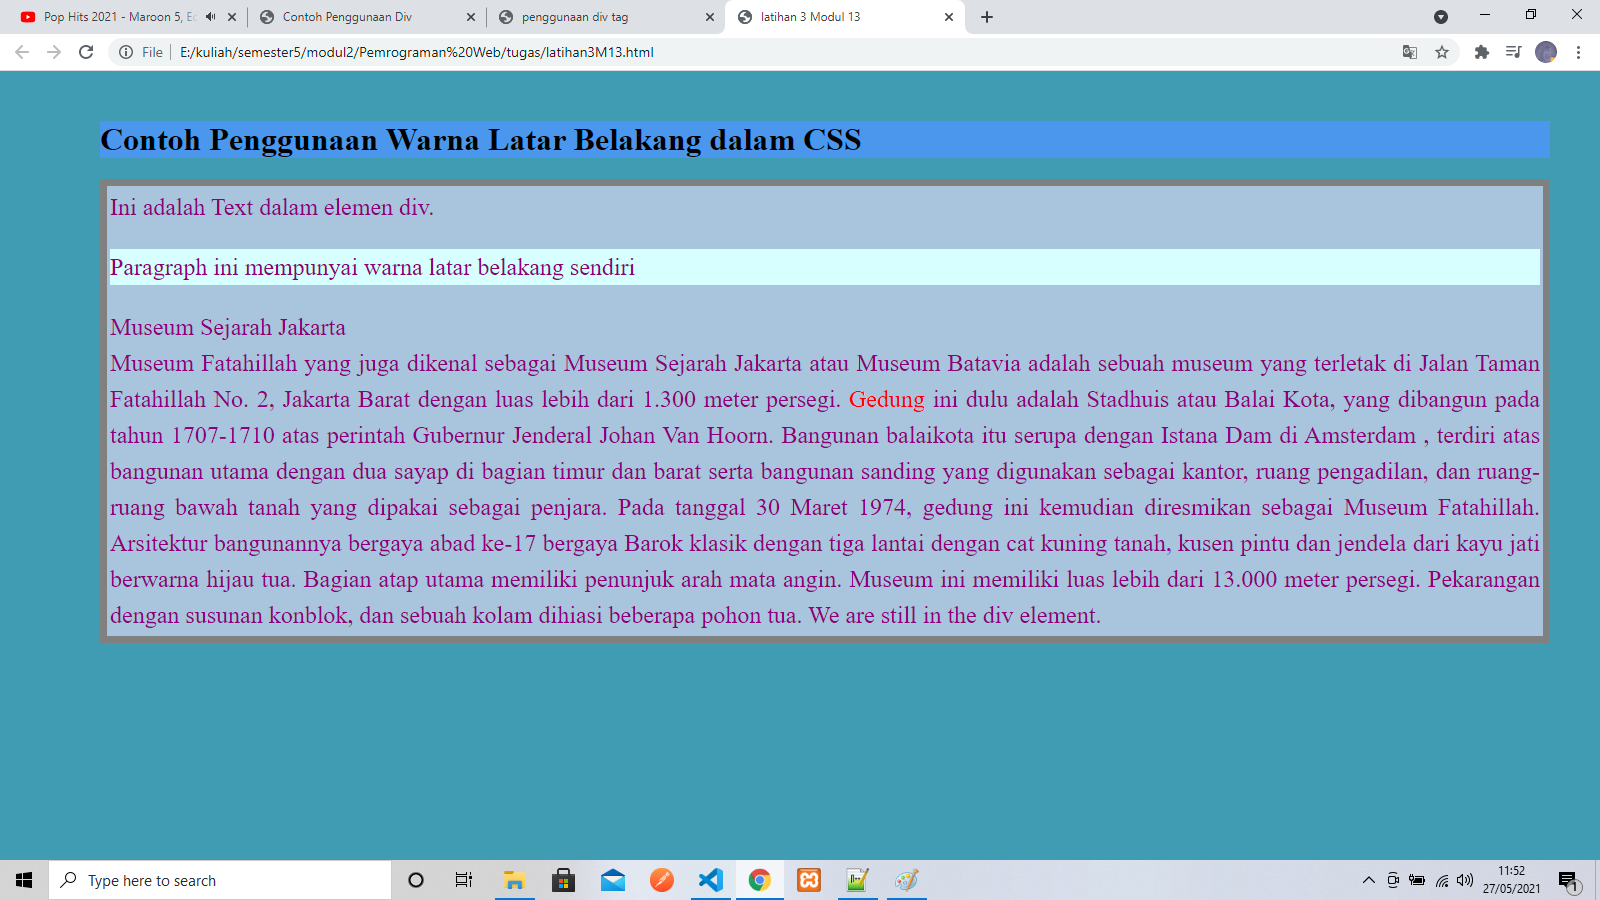 Pop Hits 2021 - Maroon 5, Ed
Contoh Penggunaan Div
penggunaan div tag
latihan 3 Modul 13
File
E:/kuliah/semester5/modul2/Pemrograman%20Web/tugas/latihan3M13.html
Contoh Penggunaan Warna Latar Belakang dalam CSS
Ini adalah Text dalam elemen div.
Paragraph ini mempunyai warna latar belakang sendiri
Museum Sejarah Jakarta
Museum Fatahillah yang juga dikenal sebagai Museum Sejarah Jakarta atau Museum Batavia adalah sebuah museum yang terletak di Jalan Taman
Fatahillah No. 2, Jakarta Barat dengan luas lebih dari 1.300 meter persegi. Gedung ini dulu adalah Stadhuis atau Balai Kota, yang dibangun pada
tahun 1707-1710 atas perintah Gubernur Jenderal Johan Van Hoorn. Bangunan balaikota itu serupa dengan Istana Dam di Amsterdam , terdiri atas
bangunan utama dengan dua sayap di bagian timur dan barat serta bangunan sanding yang digunakan sebagai kantor, ruang pengadilan, dan ruang-
ruang bawah tanah yang dipakai sebagai penjara. Pada tanggal 30 Maret 1974, gedung ini kemudian diresmikan sebagai Museum Fatahillah.
Arsitektur bangunannya bergaya abad ke-17 bergaya Barok klasik dengan tiga lantai dengan cat kuning tanah, kusen pintu dan jendela dari kayu jati
berwarna hijau tua. Bagian atap utama memiliki penunjuk arah mata angin. Museum ini memiliki luas lebih dari 13.000 meter persegi. Pekarangan
dengan susunan konblok, dan sebuah kolam dihiasi beberapa pohon tua. We are still in the div element.
Type here to search
11:52
27/05/2021
1